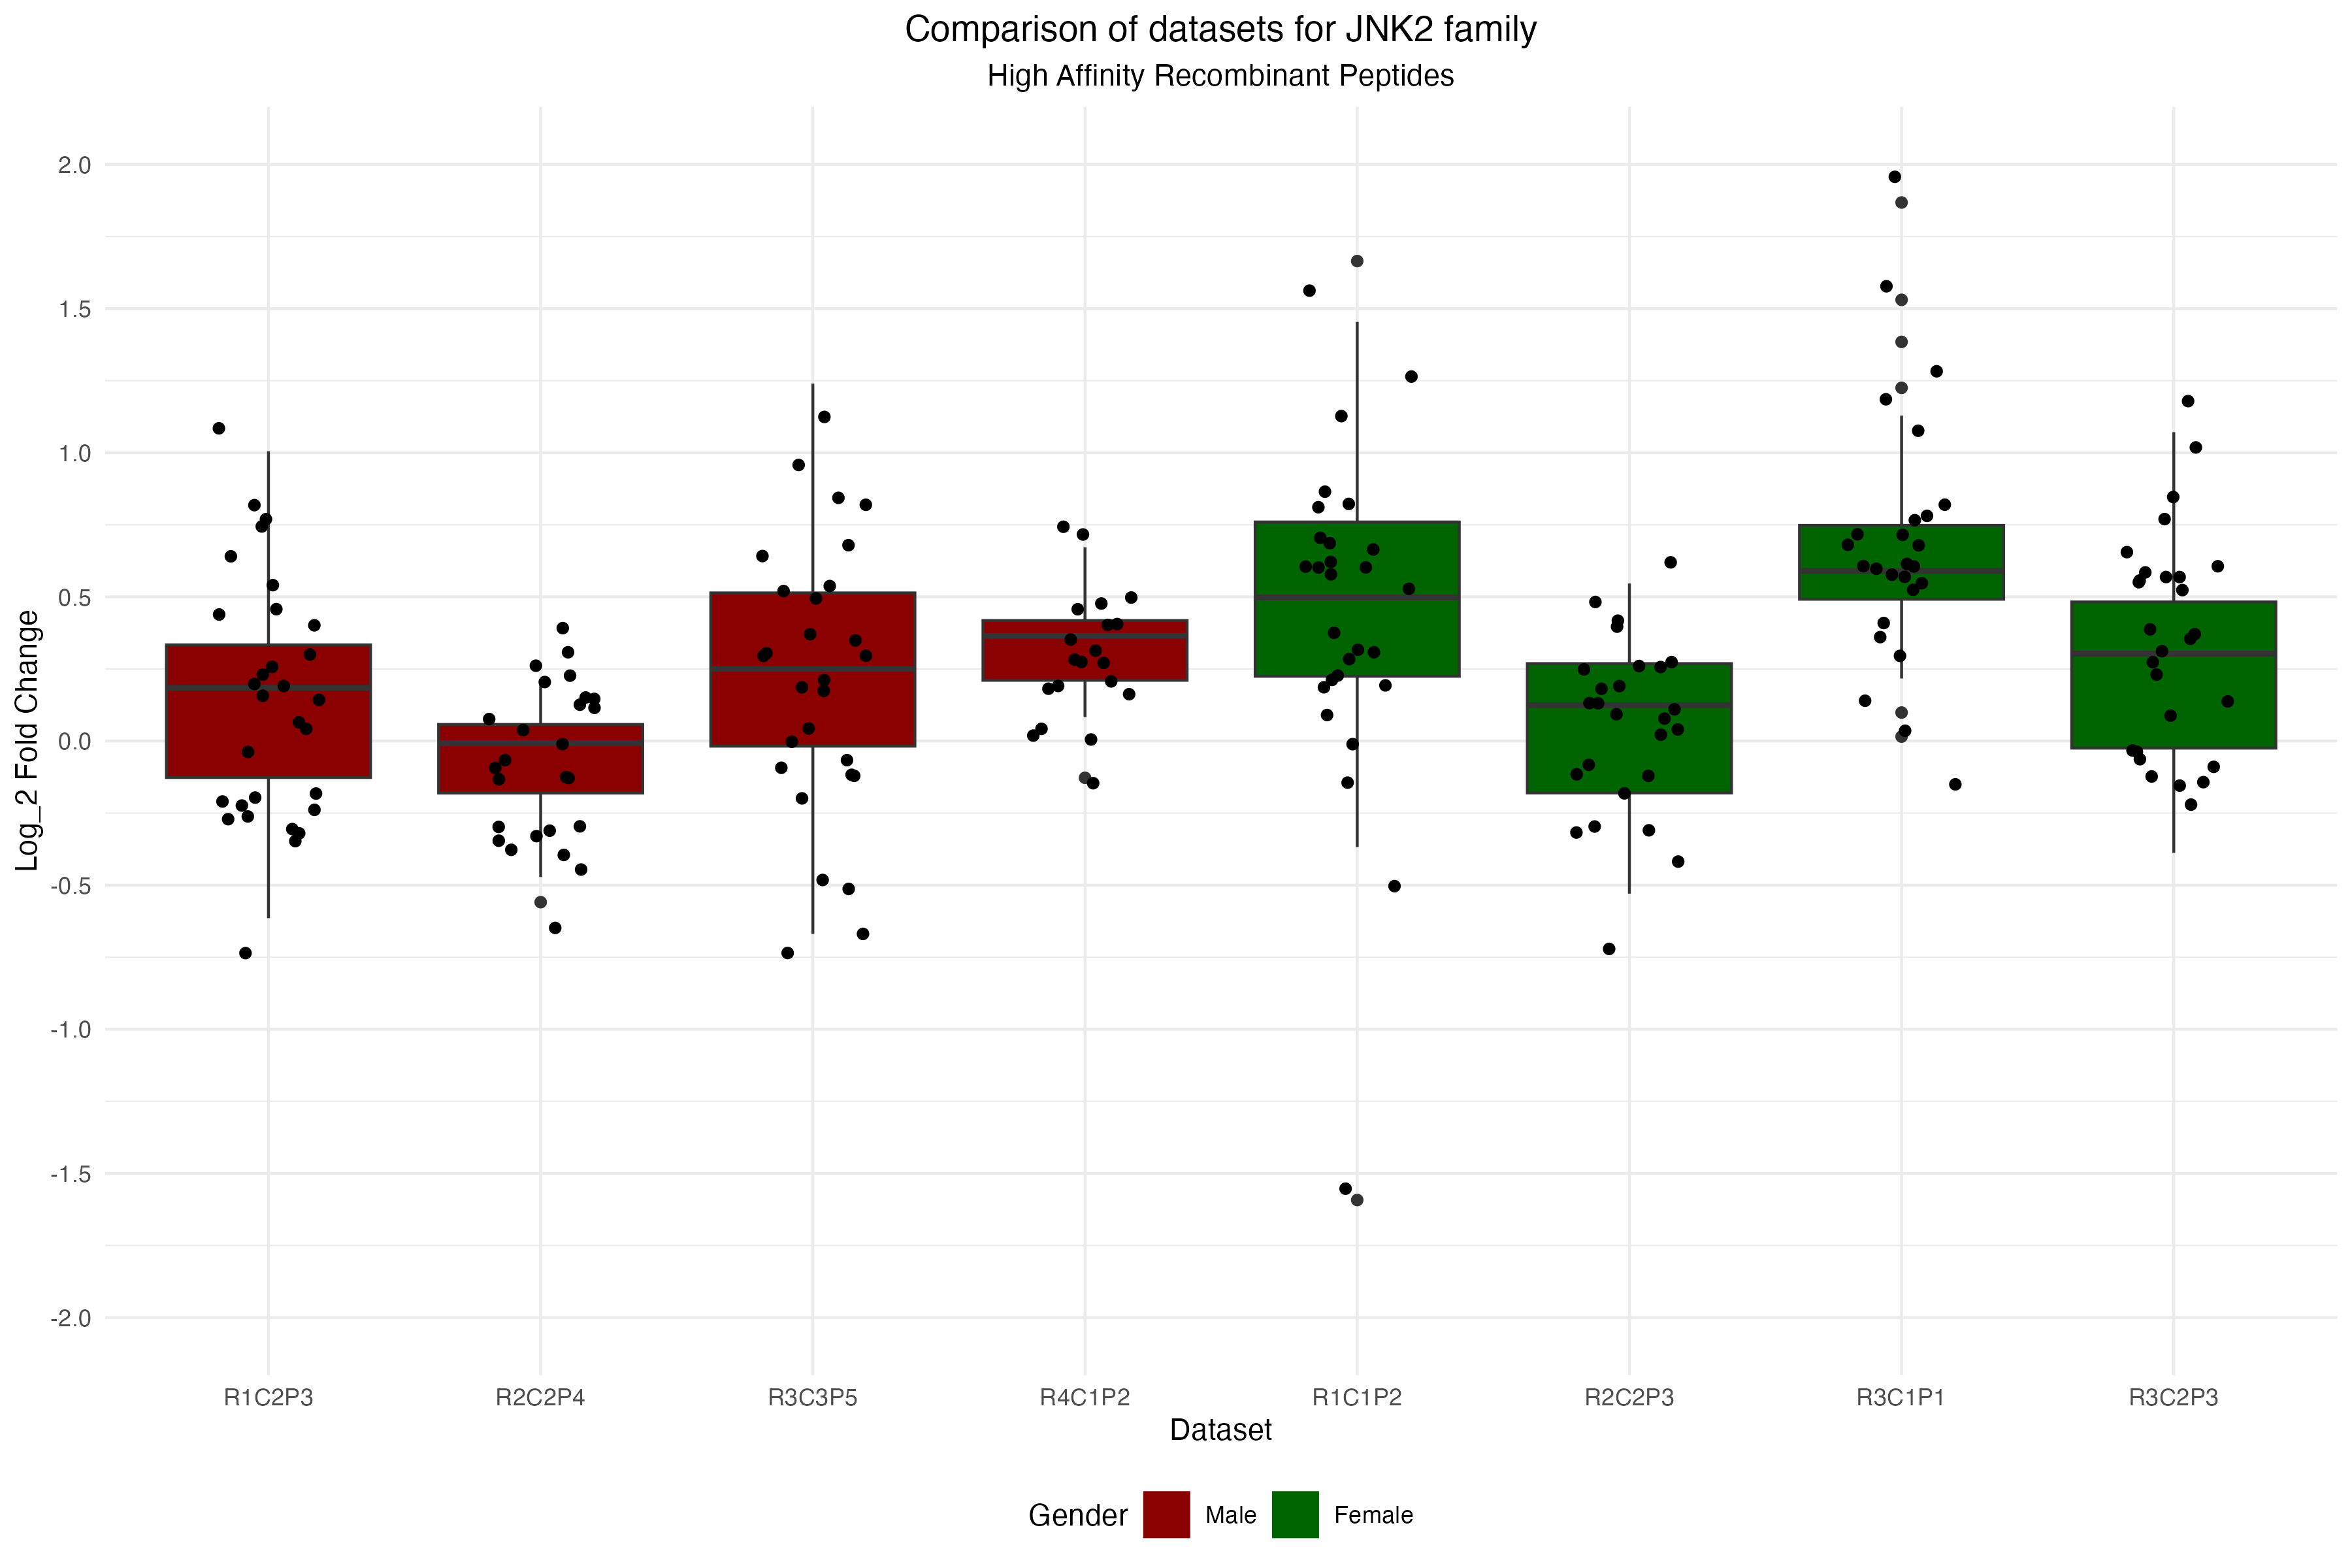 Comparison of datasets for JNK2 family
High Affinity Recombinant Peptides
Log_2 Fold Change
2.0
1.5
1.0
0.5
0.0
-0.5
-1.0
-1.5
-2.0
R1C2P3 R2C2P4 R3C3P5 R4C1P2 R1C1P2 R2C2P3 R3C1P1 R3C2P3
Dataset
Gender Male Female